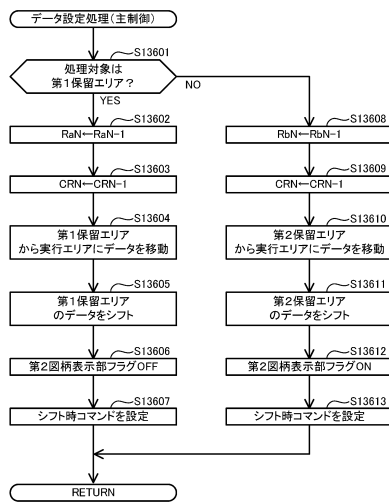 データ設定処理(主制御)
S13601
処理対象は
第1保留エリア?
NO
YES
S13602
RaN←RaN-1
S13603
CRN←CRN-1
S13604
第1保留エリア
から実行エリアにデータを移動
S13605
第1保留エリア
のデータをシフト
S13606
第2図柄表示部フラグOFF
S13607
シフト時コマンドを設定
S13608
RbN←RbN-1
S13609
CRN←CRN-1
S13610
第2保留エリア
から実行エリアにデータを移動
S13611
第2保留エリア
のデータをシフト
S13612
第2図柄表示部フラグON
S13613
シフト時コマンドを設定
RETURN